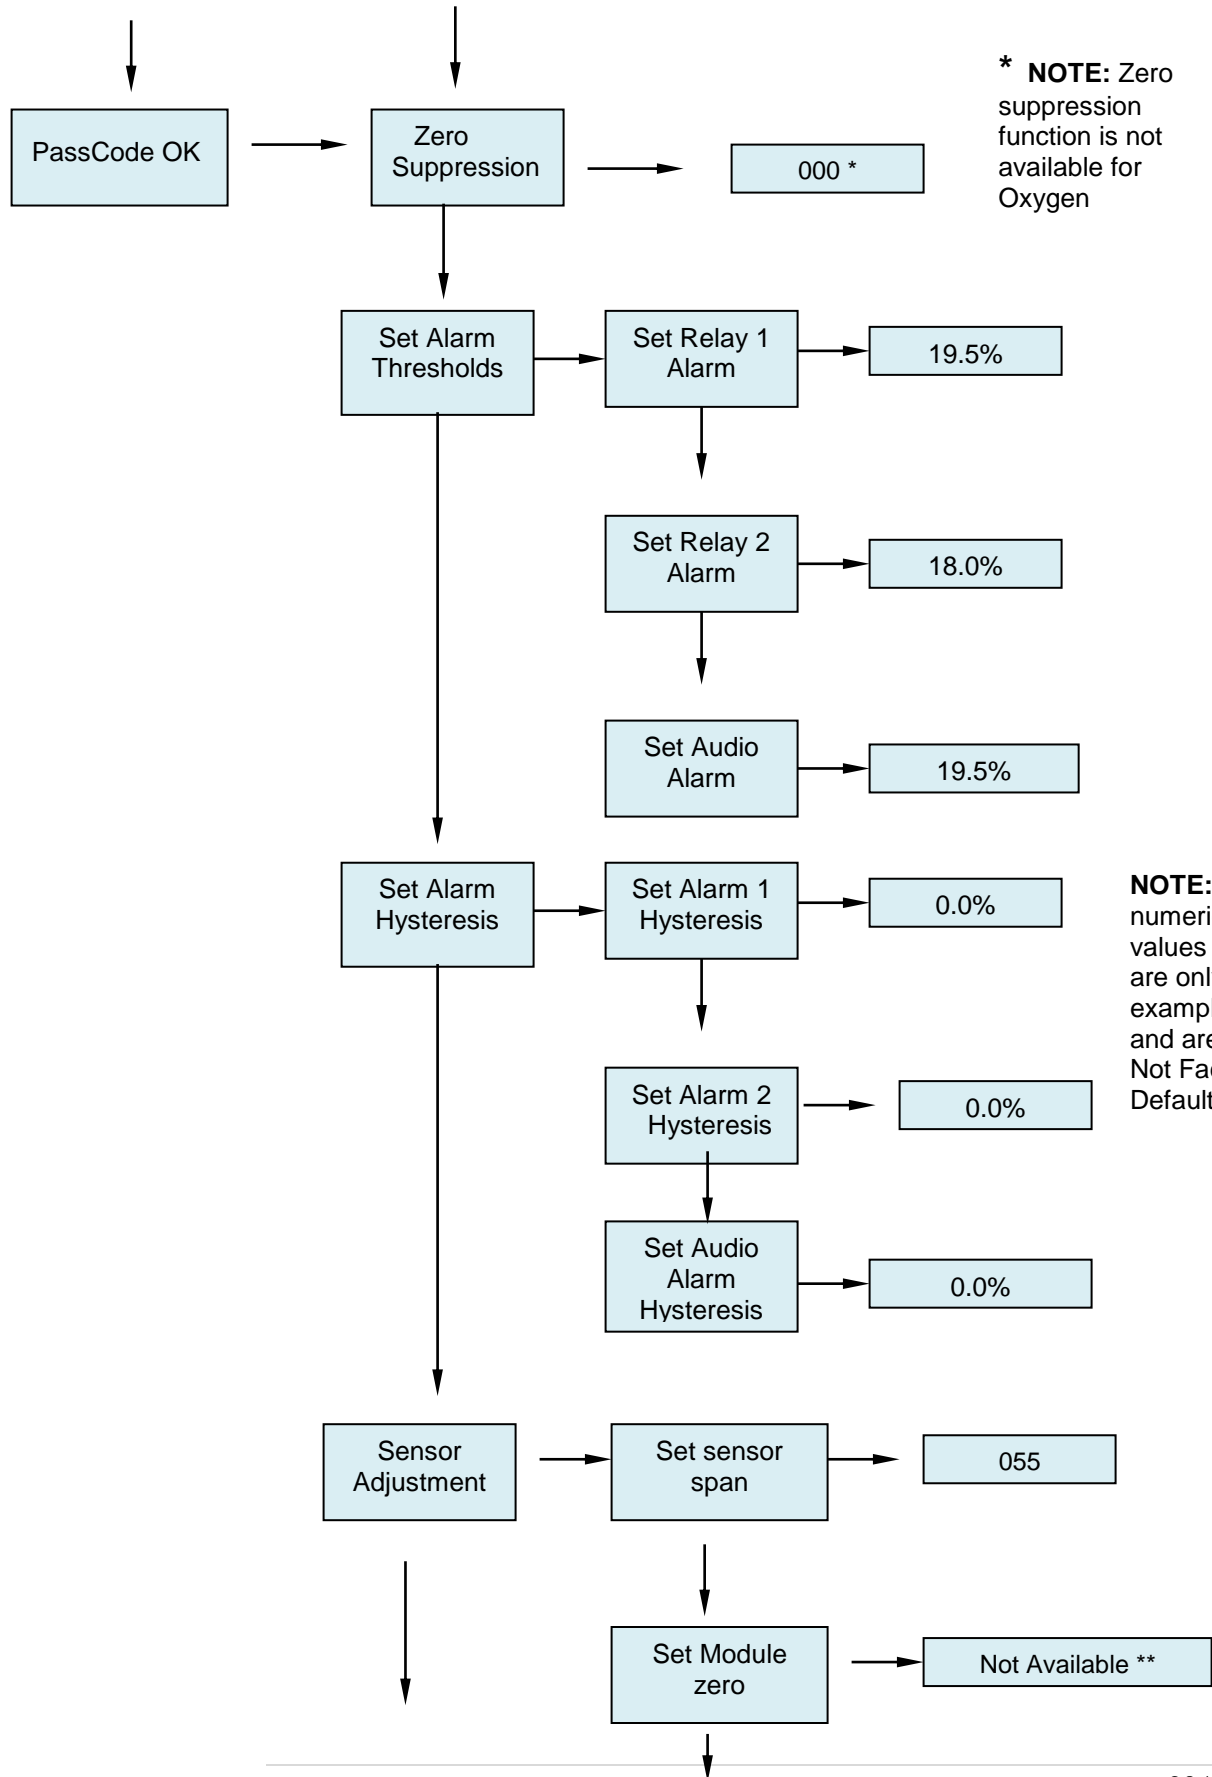 * NOTE: Zero
suppression
function is not
available for
Oxygen
PassCode OK
Zero
Suppression
000 *
Set Alarm
Thresholds
Set Relay 1
Alarm
19.5%
Set Relay 2
Alarm
18.0%
Set Audio
Alarm
19.5%
Set Alarm
Hysteresis
Set Alarm 1
Hysteresis
0.0%
NOTE:
values
are
and are
Not
Default
Set Alarm 2
Hysteresis
0.0%
Set Audio
Alarm
Hysteresis
0.0%
Sensor
Adjustment
Set sensor
span
055
Set Module
zero
Not Available **